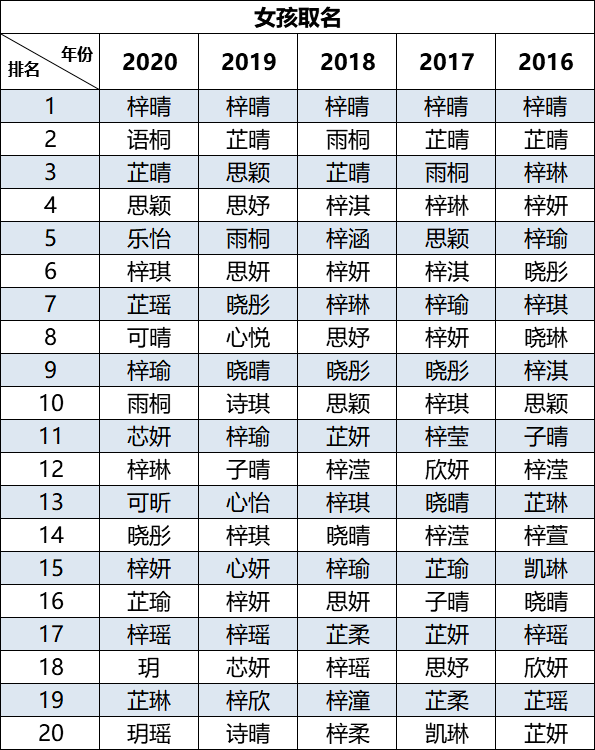 女孩取名
年份
排名
2020 2019 2018 2017 2016
1 梓晴 梓晴 梓晴 梓晴 梓晴
2 语桐 芷晴 雨桐 芷晴 芷晴
3 芷晴 思颖 芷晴 雨桐 梓琳
4 思颖 思妤 梓淇 梓琳 梓妍
5 乐怡 雨桐 梓涵 思颖 梓瑜
6 梓琪 思妍 梓妍 梓淇 晓彤
7 芷瑶 晓彤 梓琳 梓瑜 梓琪
8 可晴 心悦 思妤 梓妍 晓琳
9 梓瑜 晓晴 晓彤 晓彤 梓淇
10 雨桐 诗琪 思颖 梓琪 思颖
11 芯妍 梓瑜 芷妍 梓莹 子晴
12 梓琳 子晴 梓滢 欣妍 梓滢
13 可昕 心怡 梓琪 晓晴 芷琳
14 晓彤 梓琪 晓晴 梓滢 梓萱
15 梓妍 心妍 梓瑜 芷瑜 凯琳
16 芷瑜 梓妍 思妍 子晴 晓晴
17 梓瑶 梓瑶 芷柔 芷妍 梓瑶
18 玥 芯妍 梓瑶 思妤 欣妍
19 芷琳 梓欣 梓潼 芷柔 芷瑶
20 玥瑶 诗晴 梓柔 凯琳 芷妍